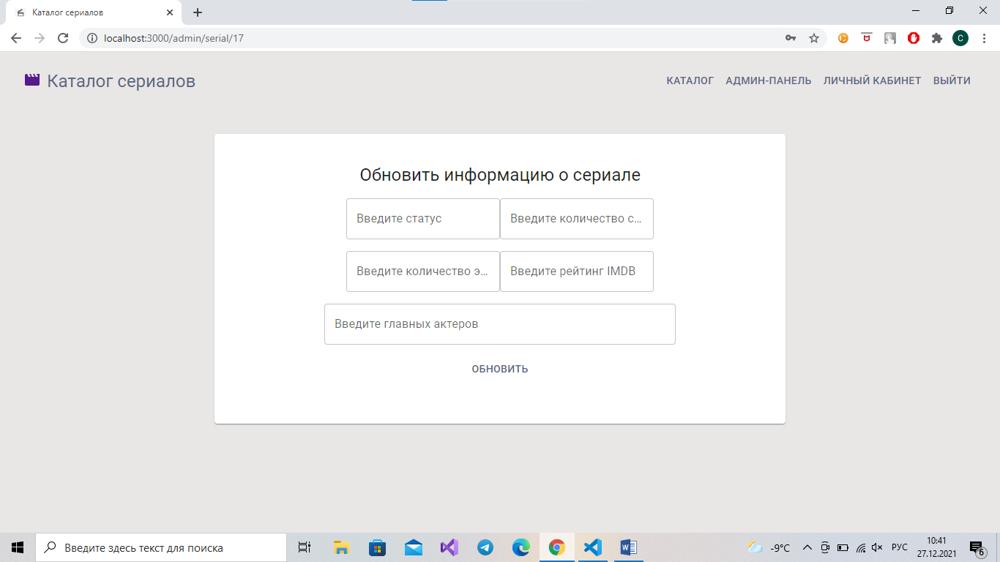 Каталог сериалов
localhost:3000/admin/serial/17
C
Каталог сериалов
КАТАЛОГ АДМИН-ПАНЕЛЬ ЛИЧНЫЙ КАБИНЕТ ВЫЙТИ
Обновить информацию о сериале
Введите статус Введите количество с...
Введите количество э... Введите рейтинг IMDB
Введите главных актеров
ОБНОВИТЬ
Введите здесь текст для поиска
-9°C
РУС
10:41
27.12.2021
6